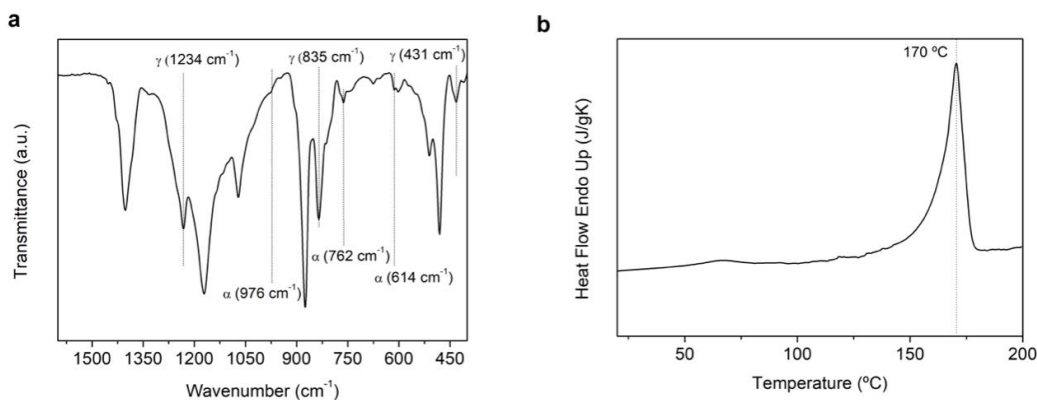 a
γ (1234 cm⁻¹)
γ (835 cm⁻¹)
γ (431 cm⁻¹)
α (976 cm⁻¹)
α (762 cm⁻¹)
α (614 cm⁻¹)
Transmittance (a.u.)
1500 1350 1200 1050 900 750 600 450
Wavenumber (cm⁻¹)
b
170 ºC
Heat Flow Endo Up (J/gK)
50 100 150 200
Temperature (ºC)